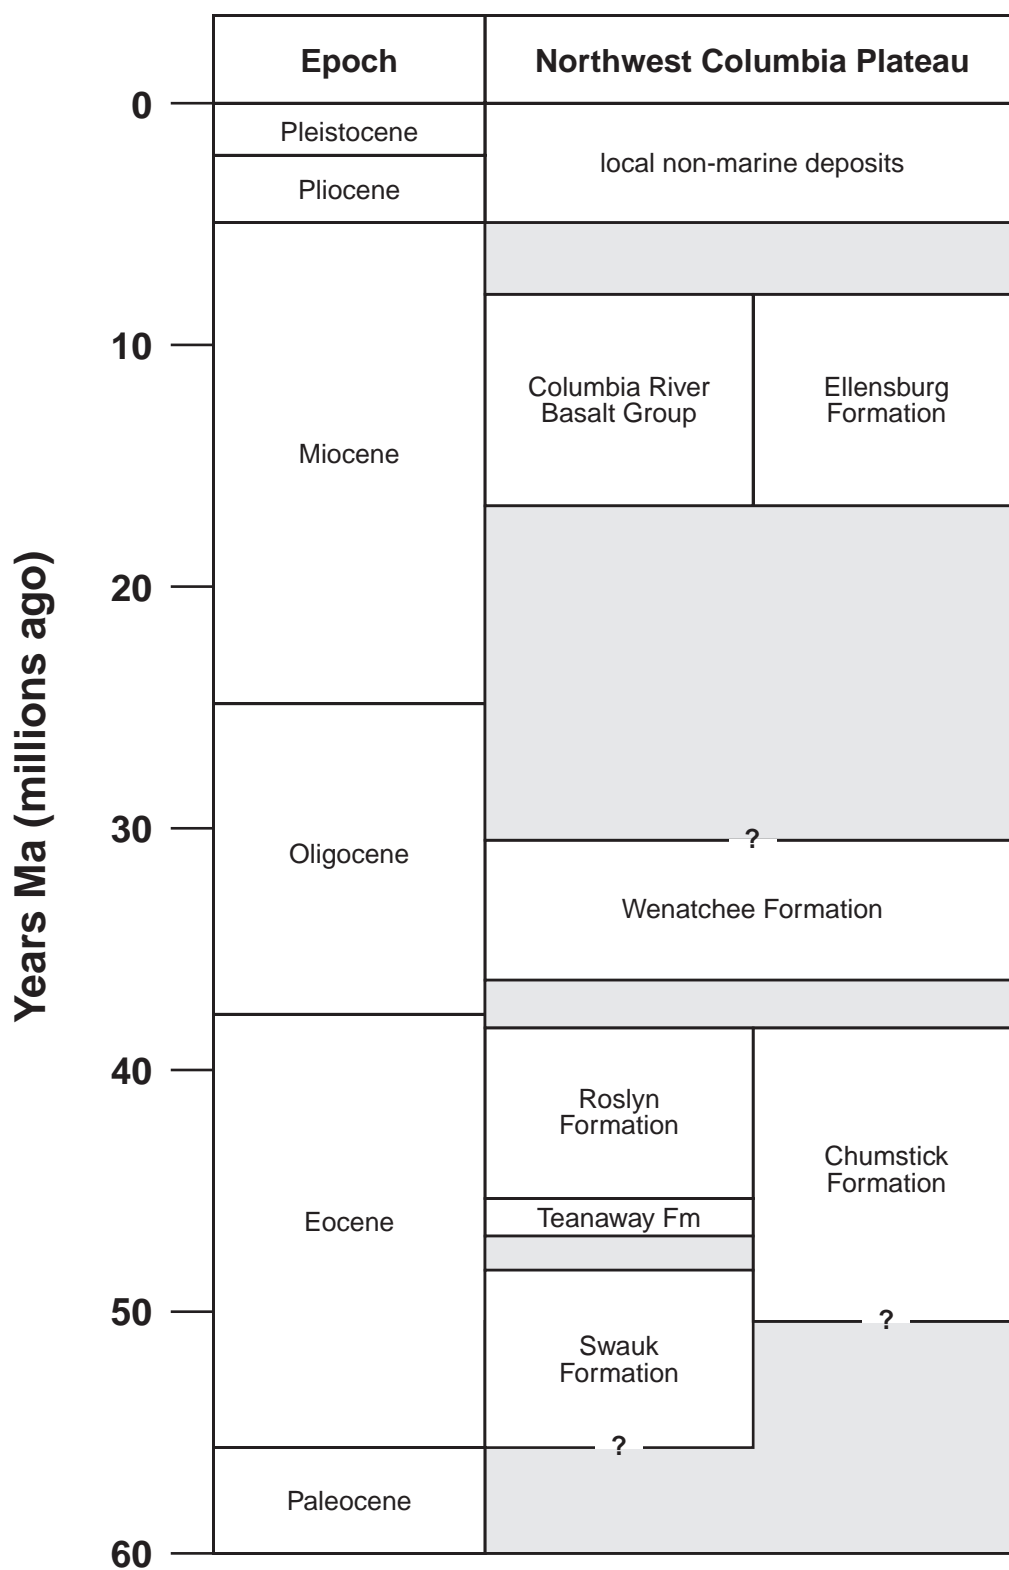 Epoch
Northwest Columbia Plateau
0
Pleistocene
local non-marine deposits
Pliocene
10
Columbia River
Basalt Group
Ellensburg
Formation
Miocene
Years Ma (millions ago)
20
30
?
Oligocene
Wenatchee Formation
40
Roslyn
Formation
Chumstick
Formation
Eocene
Teanaway Fm
50
?
Swauk
Formation
?
Paleocene
60